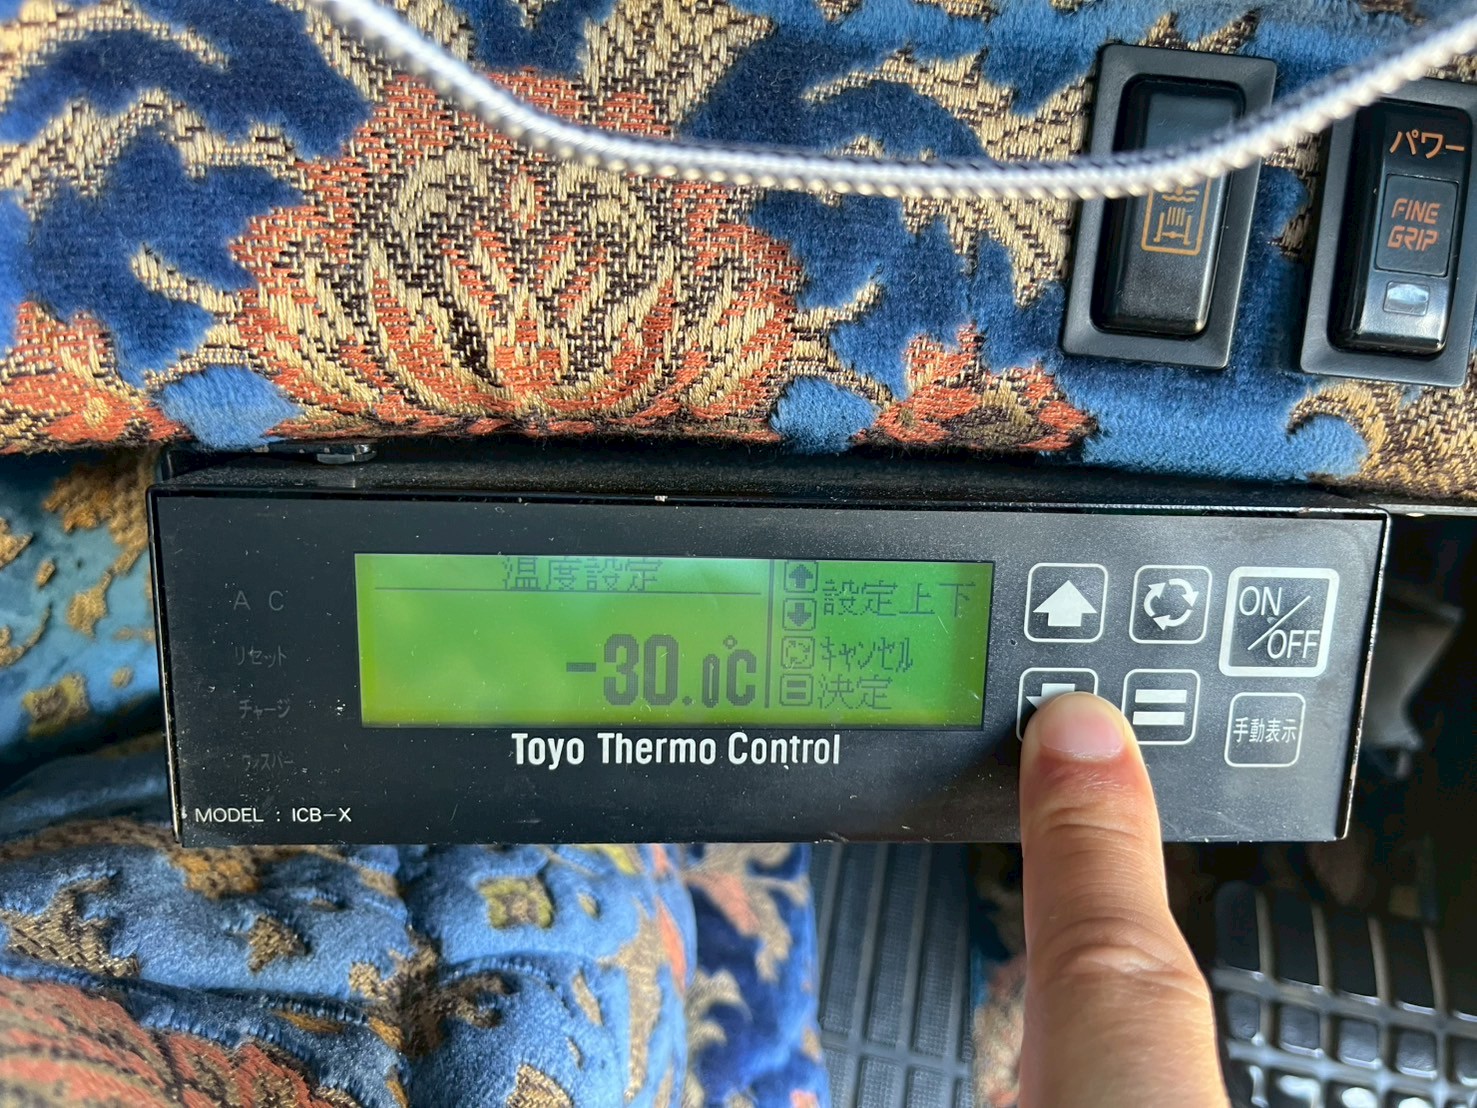 パワー
FINE
GRIP
温度設定
-30.0℃
設定上下
キャンセル
決定
A C
リセット
チャージ
Toyo Thermo Control
MODEL : ICB-X
ON/OFF
手動表示